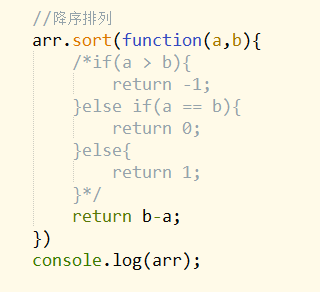 //降序排列
arr.sort(function(a,b){
/*if(a > b){
return -1;
}else if(a == b){
return 0;
}else{
return 1;
}*/
return b-a;
})
console.log(arr);